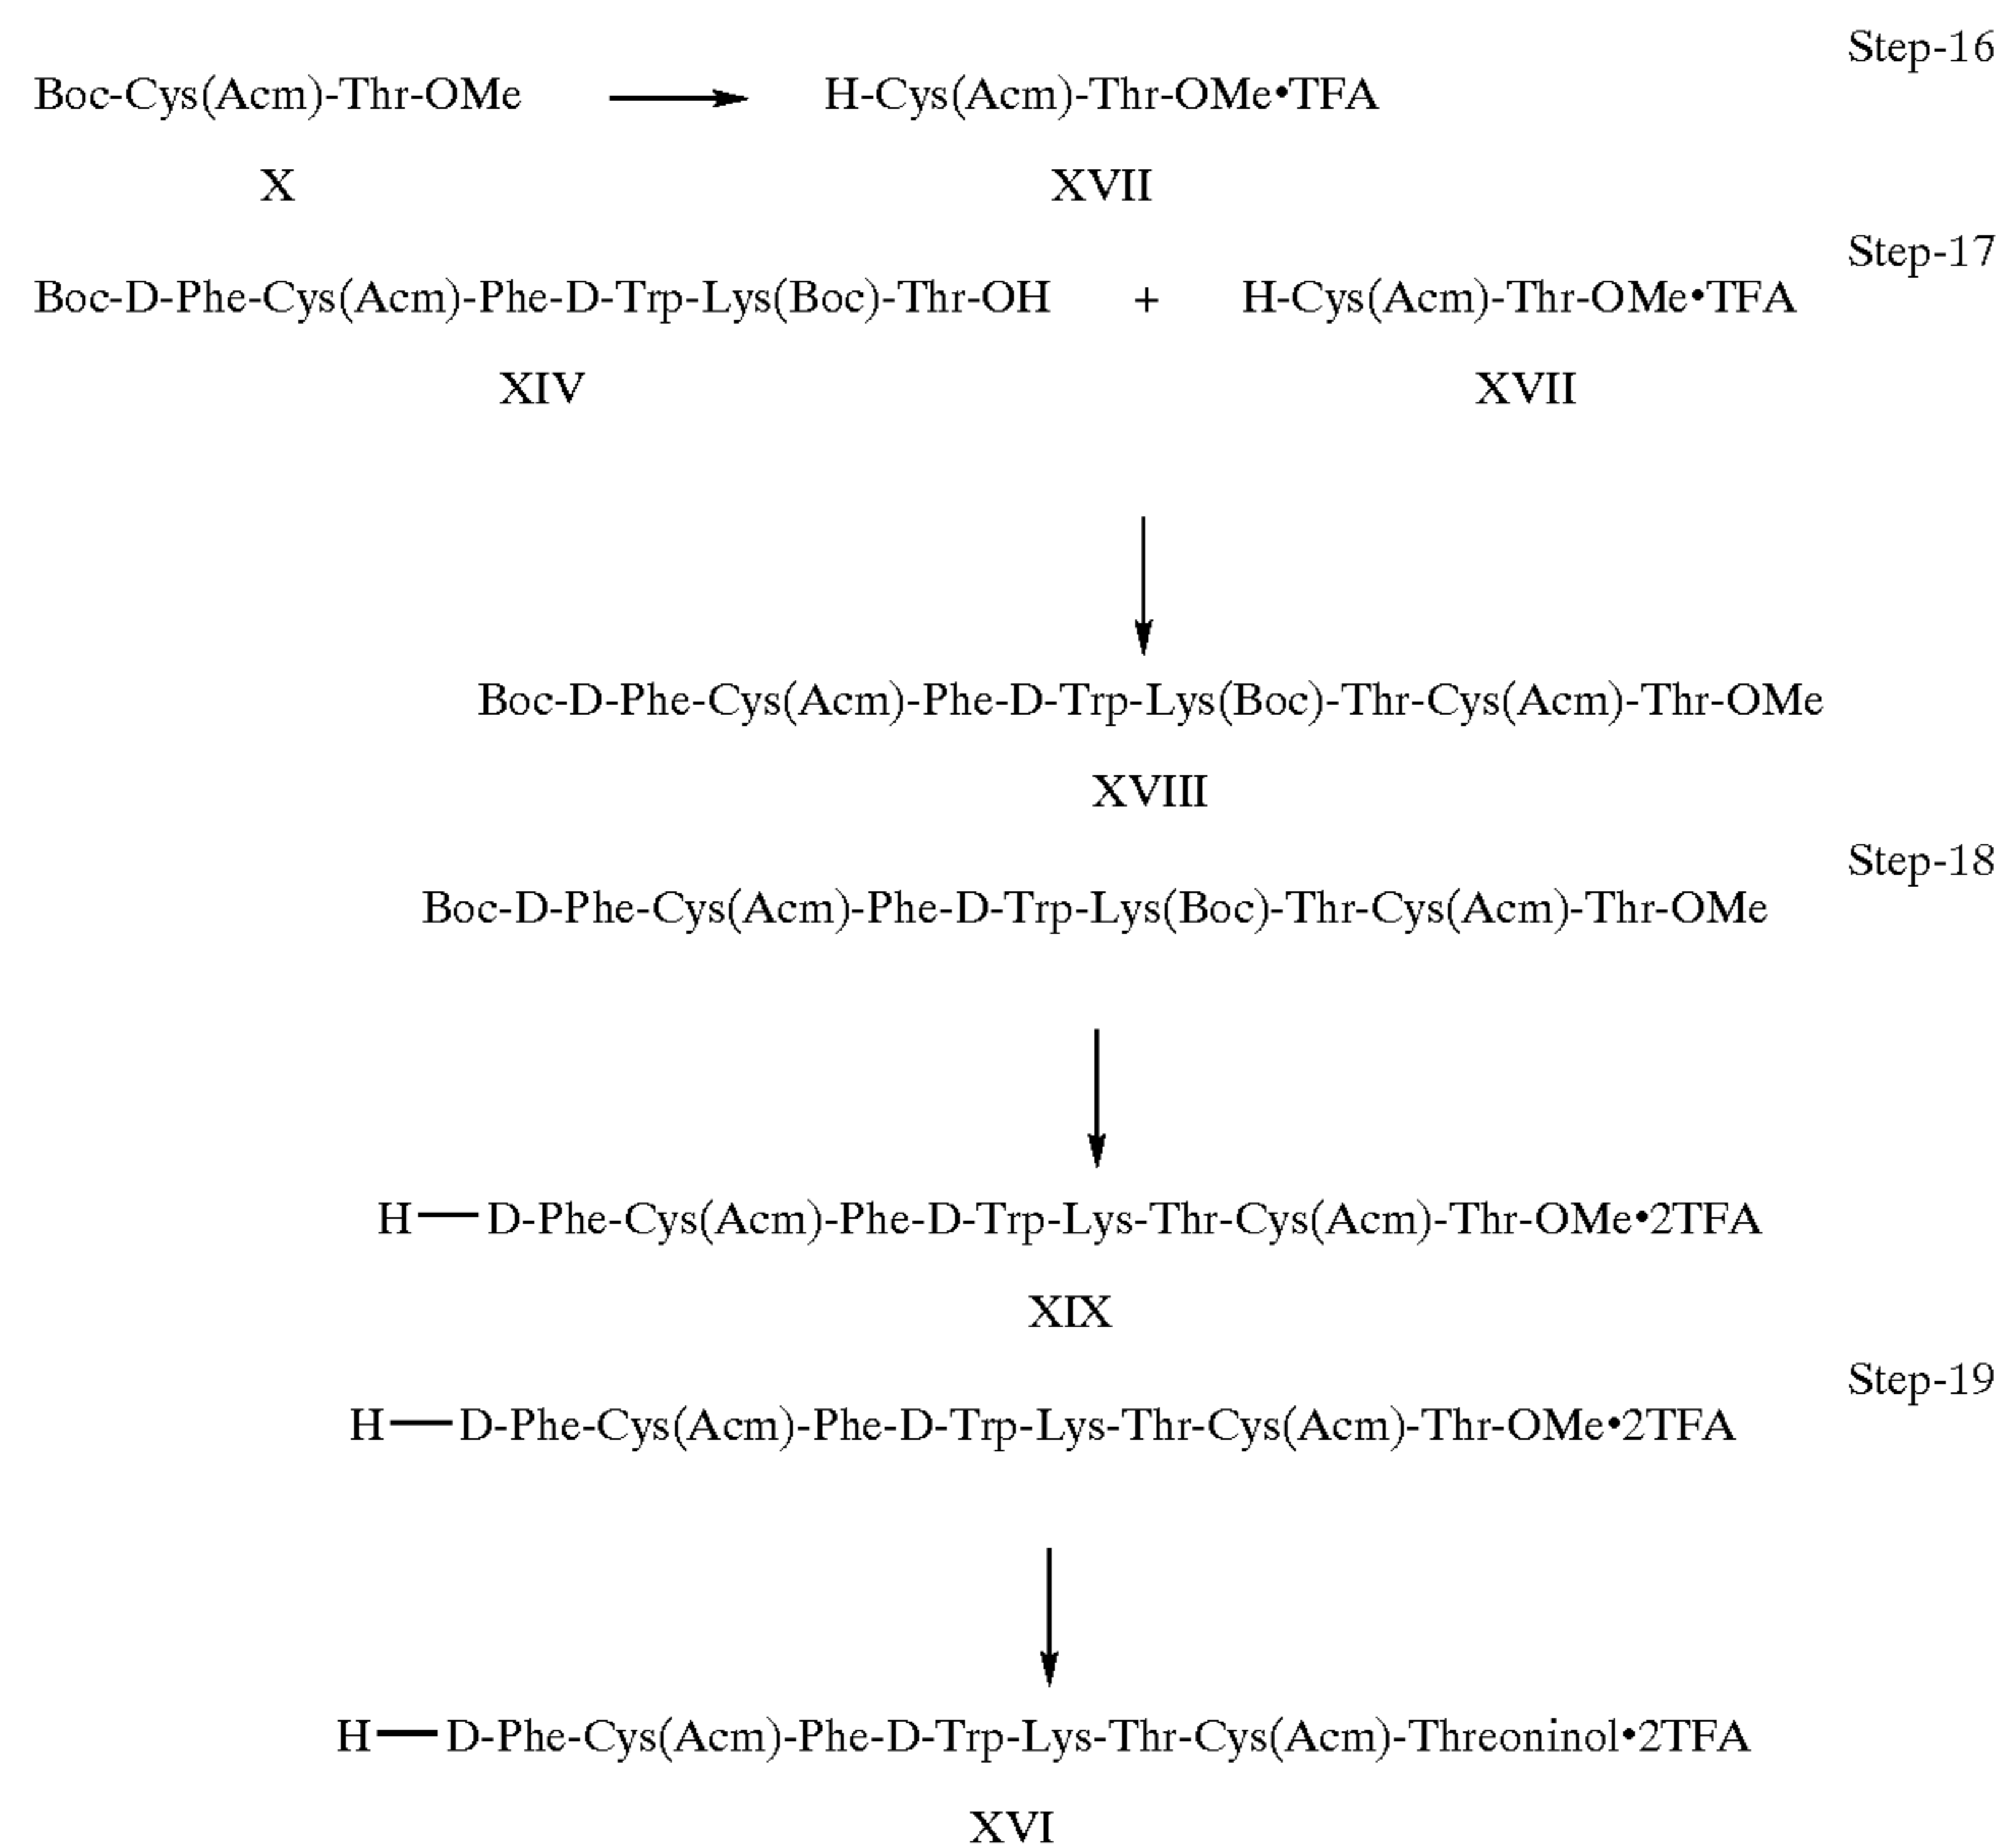 Step-16
Boc-Cys(Acm)-Thr-OMe H-Cys(Acm)-Thr-OMe•TFA
X XVII
Step-17
Boc-D-Phe-Cys(Acm)-Phe-D-Trp-Lys(Boc)-Thr-OH + H-Cys(Acm)-Thr-OMe•TFA
XIV XVII
Boc-D-Phe-Cys(Acm)-Phe-D-Trp-Lys(Boc)-Thr-Cys(Acm)-Thr-OMe
XVIII
Step-18
Boc-D-Phe-Cys(Acm)-Phe-D-Trp-Lys(Boc)-Thr-Cys(Acm)-Thr-OMe
H—D-Phe-Cys(Acm)-Phe-D-Trp-Lys-Thr-Cys(Acm)-Thr-OMe•2TFA
XIX
Step-19
H—D-Phe-Cys(Acm)-Phe-D-Trp-Lys-Thr-Cys(Acm)-Thr-OMe•2TFA
H—D-Phe-Cys(Acm)-Phe-D-Trp-Lys-Thr-Cys(Acm)-Threoninol•2TFA
XVI